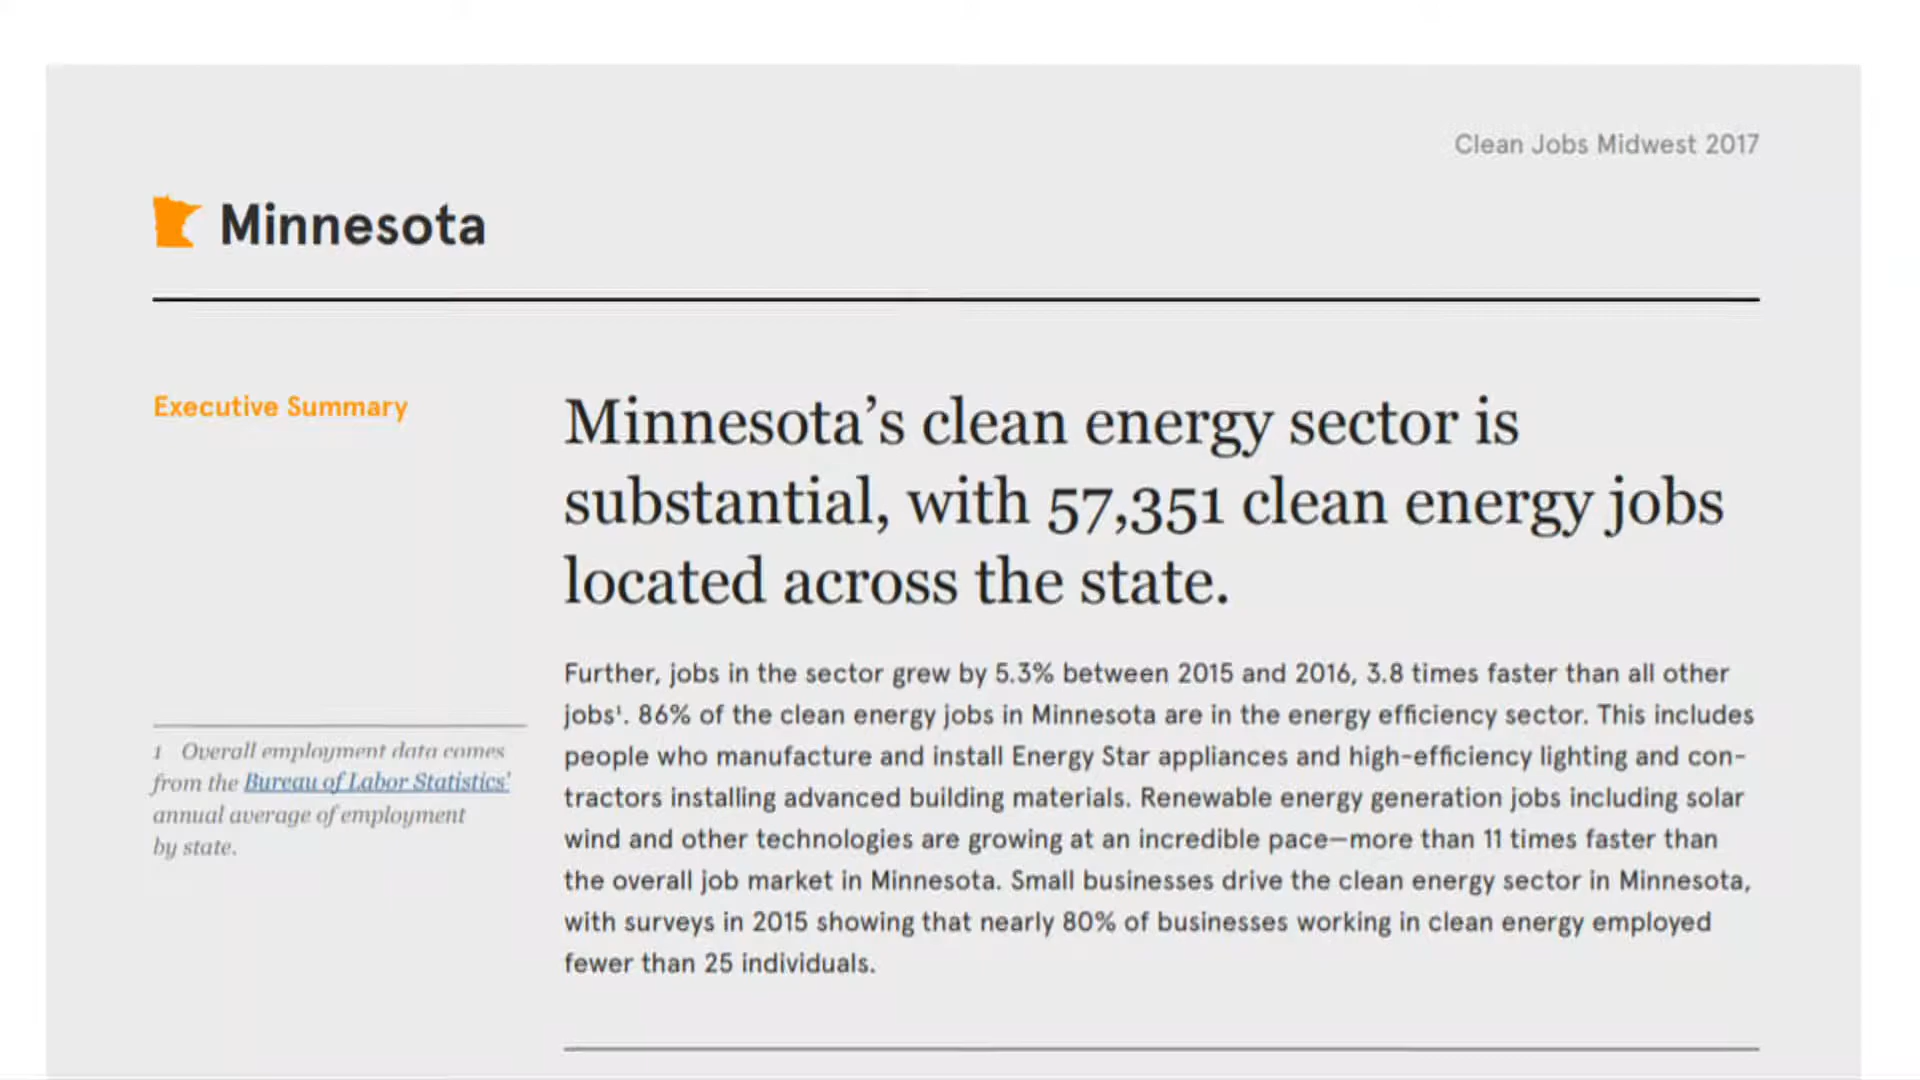 Clean Jobs Midwest 2017
Minnesota
Executive Summary
Minnesota’s clean energy sector is
substantial, with 57,351 clean energy jobs
located across the state.
Further, jobs in the sector grew by 5.3% between 2015 and 2016, 3.8 times faster than all other
jobs¹. 86% of the clean energy jobs in Minnesota are in the energy efficiency sector. This includes
people who manufacture and install Energy Star appliances and high-efficiency lighting and con-
tractors installing advanced building materials. Renewable energy generation jobs including solar
wind and other technologies are growing at an incredible pace—more than 11 times faster than
the overall job market in Minnesota. Small businesses drive the clean energy sector in Minnesota,
with surveys in 2015 showing that nearly 80% of businesses working in clean energy employed
fewer than 25 individuals.
1 Overall employment data comes
from the Bureau of Labor Statistics’
annual average of employment
by state.